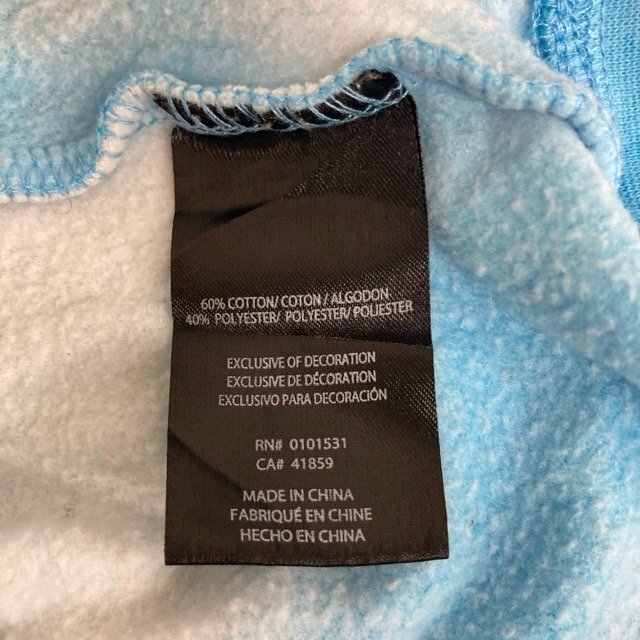 60% COTTON/ COTON / ALGODON
40% POLYESTER/ POLYESTER/ POLIESTER
EXCLUSIVE OF DECORATION
EXCLUSIVE DE DÉCORATION
EXCLUSIVO PARA DECORACIÓN
RN# 0101531
CA# 41859
MADE IN CHINA
FABRIQUÉ EN CHINE
HECHO EN CHINA